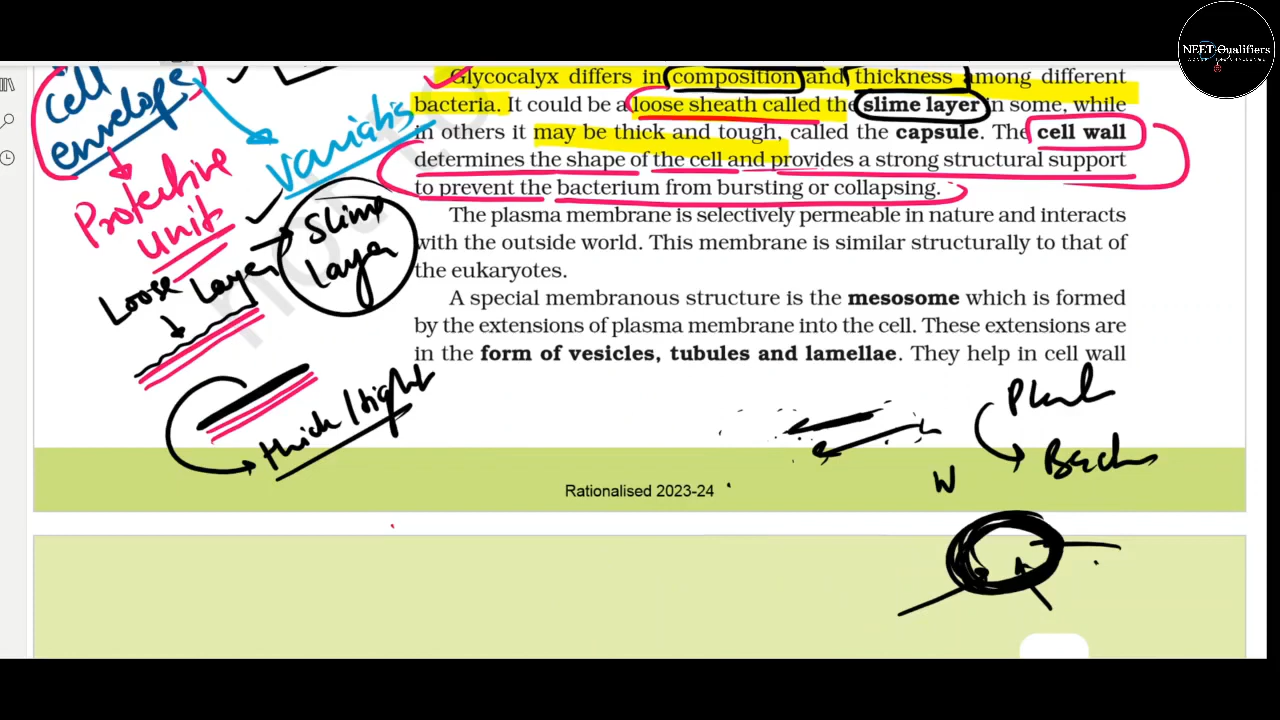 NEET Qualifiers
Glycocalyx differs in composition and thickness among different
bacteria. It could be a loose sheath called the slime layer in some, while
in others it may be thick and tough, called the capsule. The cell wall
determines the shape of the cell and provides a strong structural support
to prevent the bacterium from bursting or collapsing.
The plasma membrane is selectively permeable in nature and interacts
with the outside world. This membrane is similar structurally to that of
the eukaryotes.
A special membranous structure is the mesosome which is formed
by the extensions of plasma membrane into the cell. These extensions are
in the form of vesicles, tubules and lamellae. They help in cell wall
Rationalised 2023-24
Cell
envelope
Protective
unit
Loose Layer
Slime
Layer
thick/tight
W